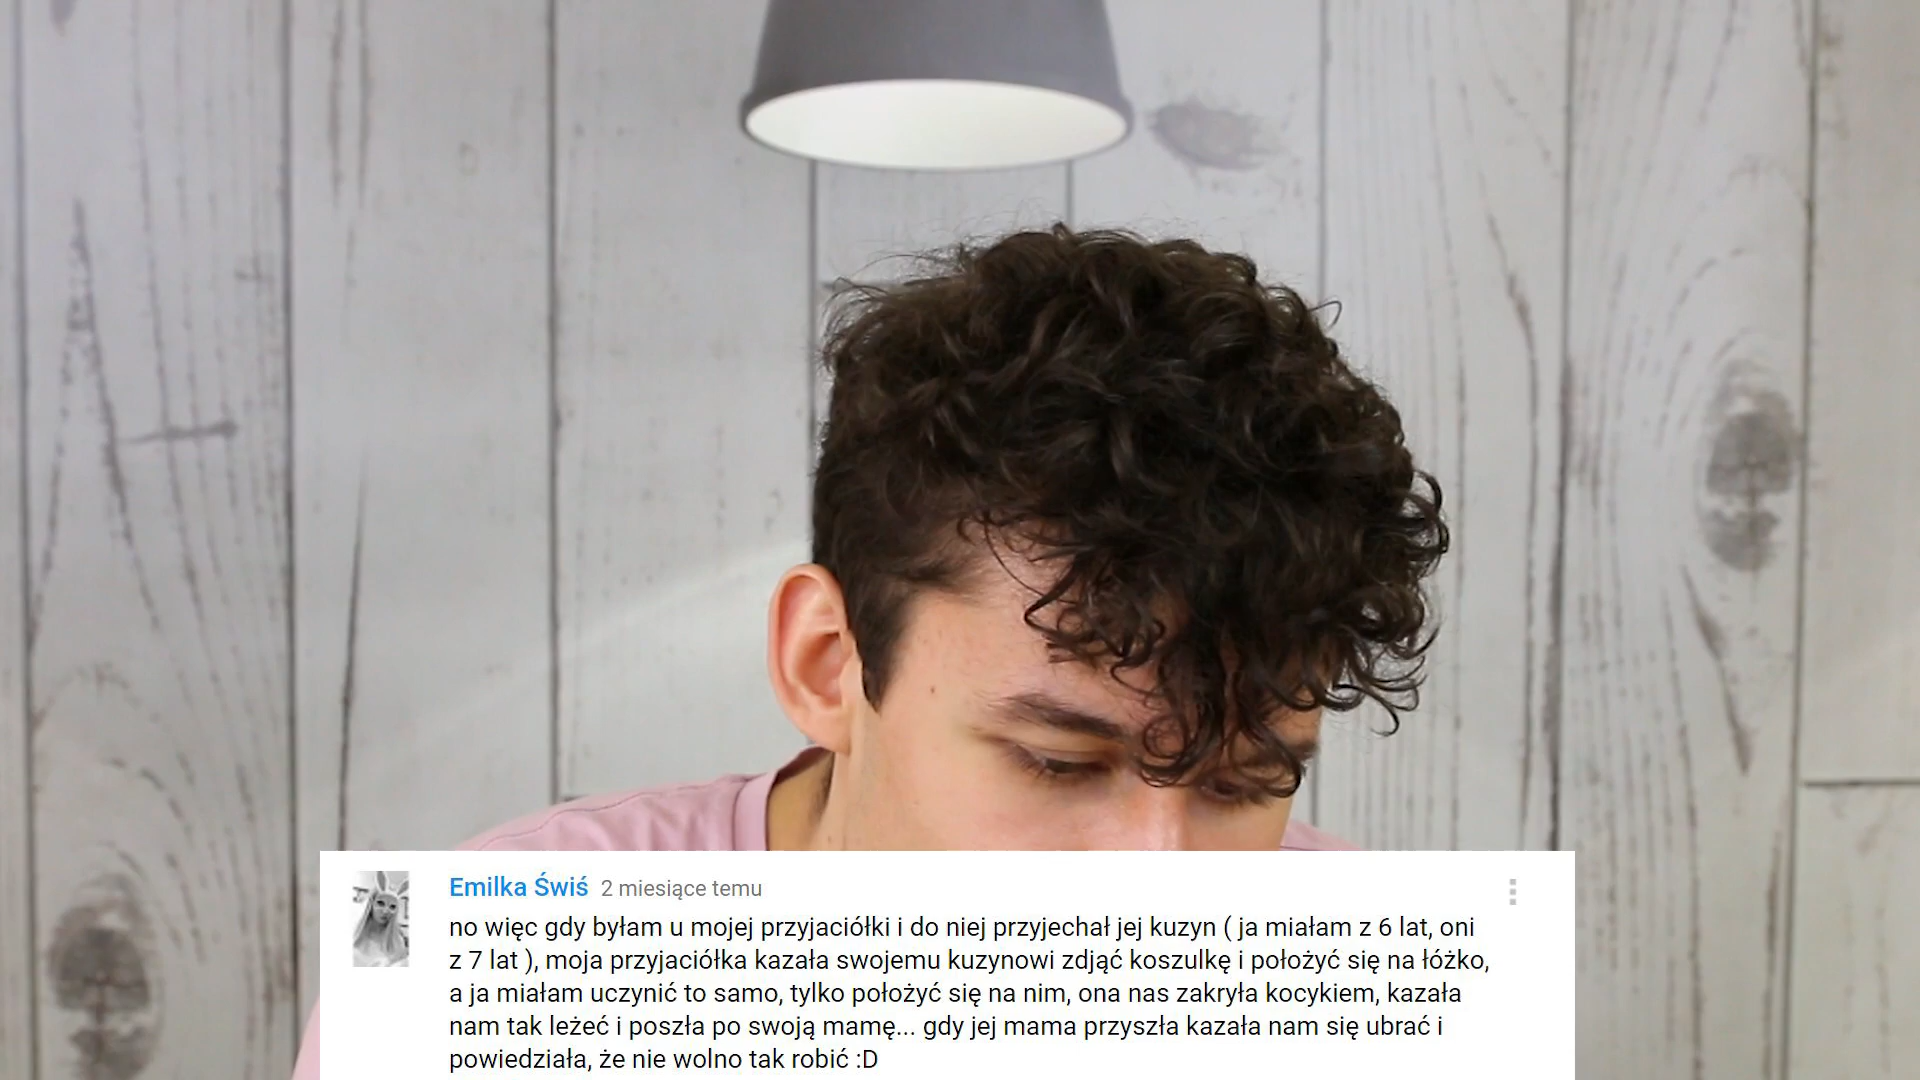 Emilka Świś 2 miesiące temu
no więc gdy byłam u mojej przyjaciółki i do niej przyjechał jej kuzyn ( ja miałam z 6 lat, oni
z 7 lat ), moja przyjaciółka kazała swojemu kuzynowi zdjąć koszulkę i położyć się na łóżko,
a ja miałam uczynić to samo, tylko położyć się na nim, ona nas zakryła kocykiem, kazała
nam tak leżeć i poszła po swoją mamę... gdy jej mama przyszła kazała nam się ubrać i
powiedziała, że nie wolno tak robić :D